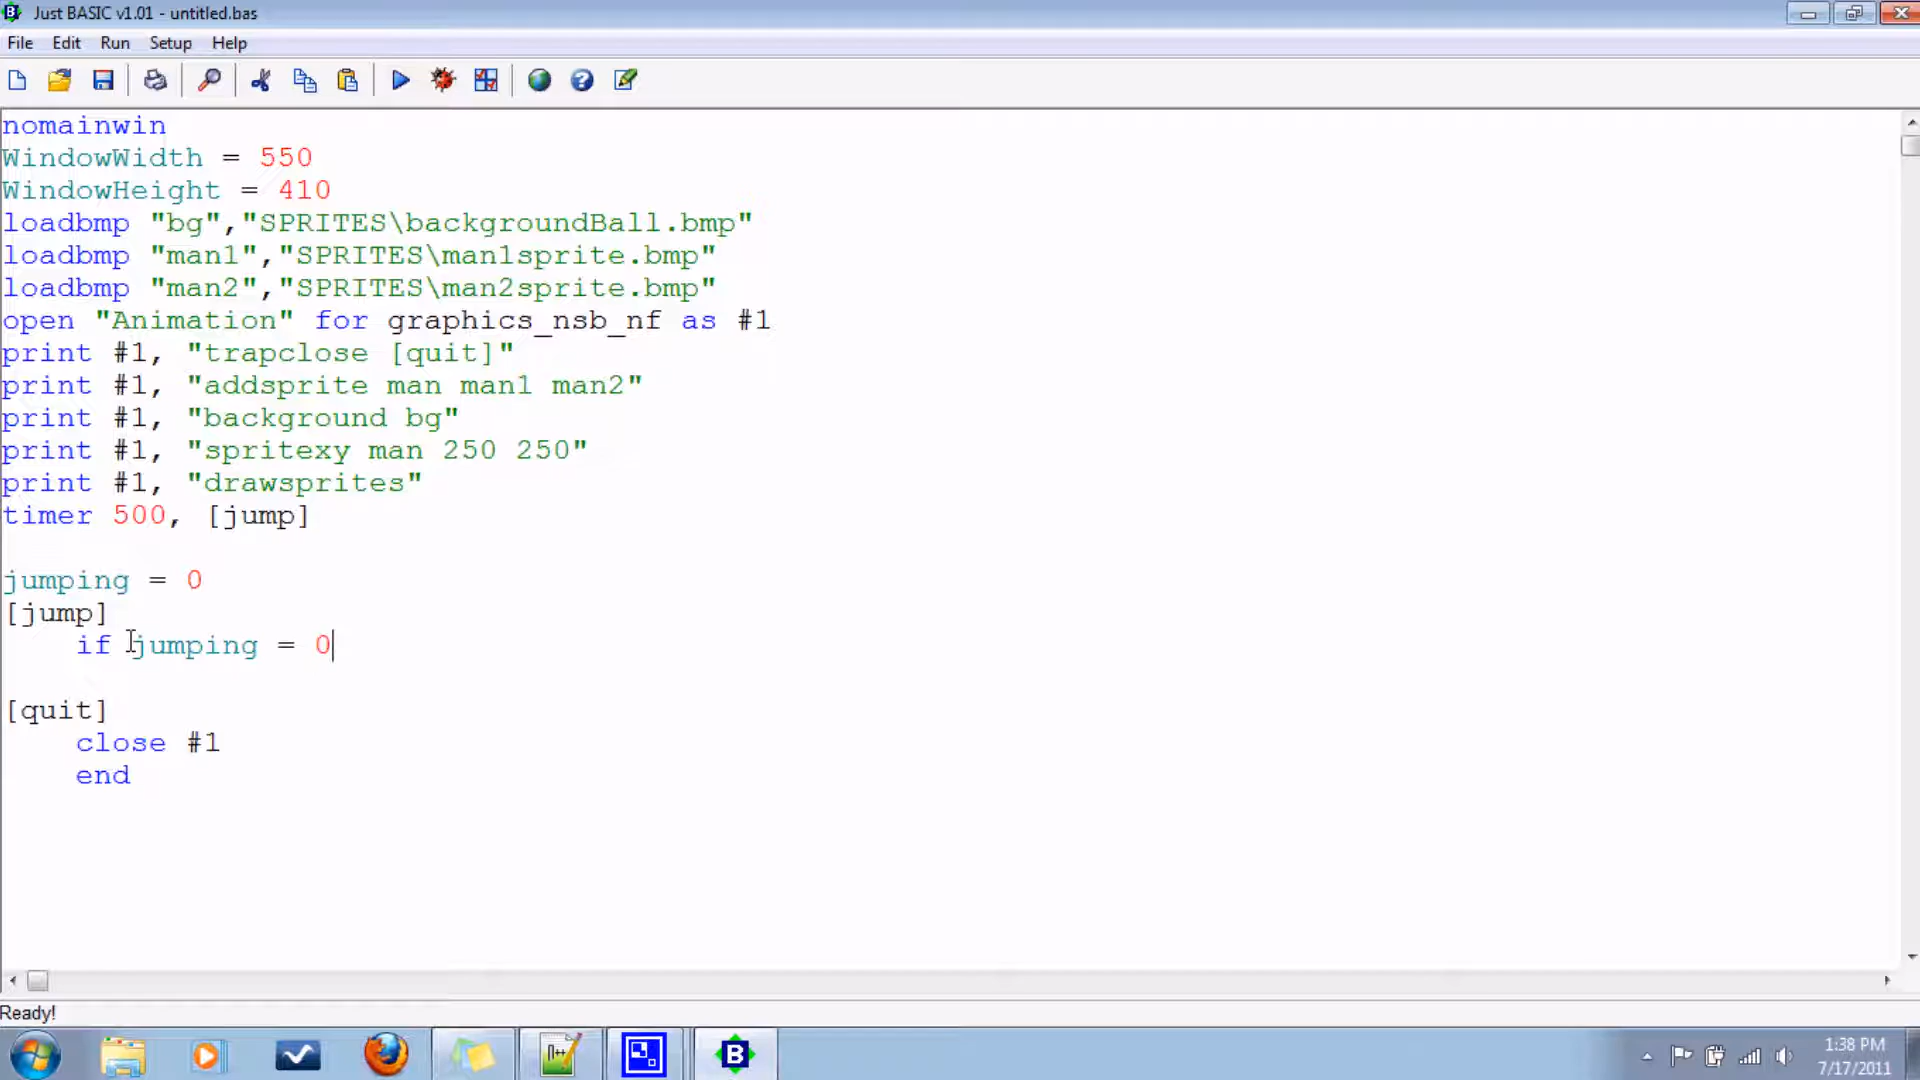 Just BASIC v1.01 - untitled.bas
File Edit Run Setup Help
nomainwin
WindowWidth = 550
WindowHeight = 410
loadbmp "bg","SPRITES\backgroundBall.bmp"
loadbmp "man1","SPRITES\man1sprite.bmp"
loadbmp "man2","SPRITES\man2sprite.bmp"
open "Animation" for graphics_nsb_nf as #1
print #1, "trapclose [quit]"
print #1, "addsprite man man1 man2"
print #1, "background bg"
print #1, "spritexy man 250 250"
print #1, "drawsprites"
timer 500, [jump]
jumping = 0
[jump]
if jumping = 0
[quit]
close #1
end
Ready!
1:38 PM
7/17/2011